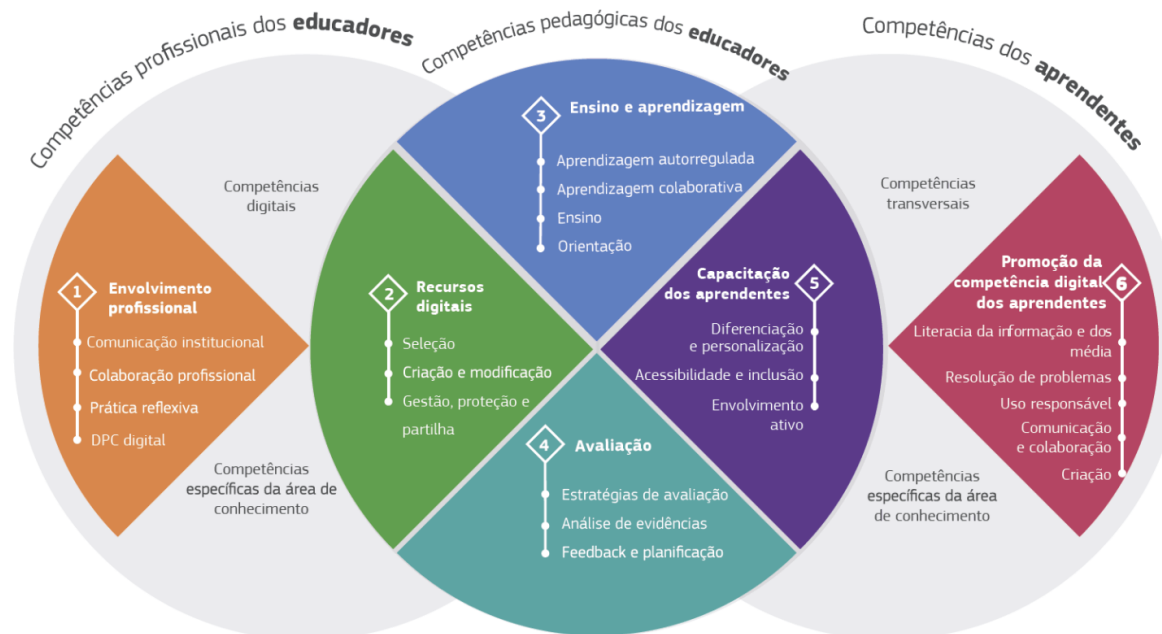 Competências profissionais dos educadores
Competências pedagógicas dos educadores
Competências dos aprendentes
Competências
digitais
Competências
específicas da área de
conhecimento
1
Envolvimento
profissional
Comunicação institucional
Colaboração profissional
Prática reflexiva
DPC digital
2
Recursos
digitais
Seleção
Criação e modificação
Gestão, proteção e
partilha
3
Ensino e aprendizagem
Aprendizagem autorregulada
Aprendizagem colaborativa
Ensino
Orientação
4
Avaliação
Estratégias de avaliação
Análise de evidências
Feedback e planificação
5
Capacitação
dos aprendentes
Diferenciação
e personalização
Acessibilidade e inclusão
Envolvimento
ativo
Competências
transversais
Competências
específicas da área
de conhecimento
6
Promoção da
competência digital
dos aprendentes
Literacia da informação e dos
média
Resolução de problemas
Uso responsável
Comunicação
e colaboração
Criação